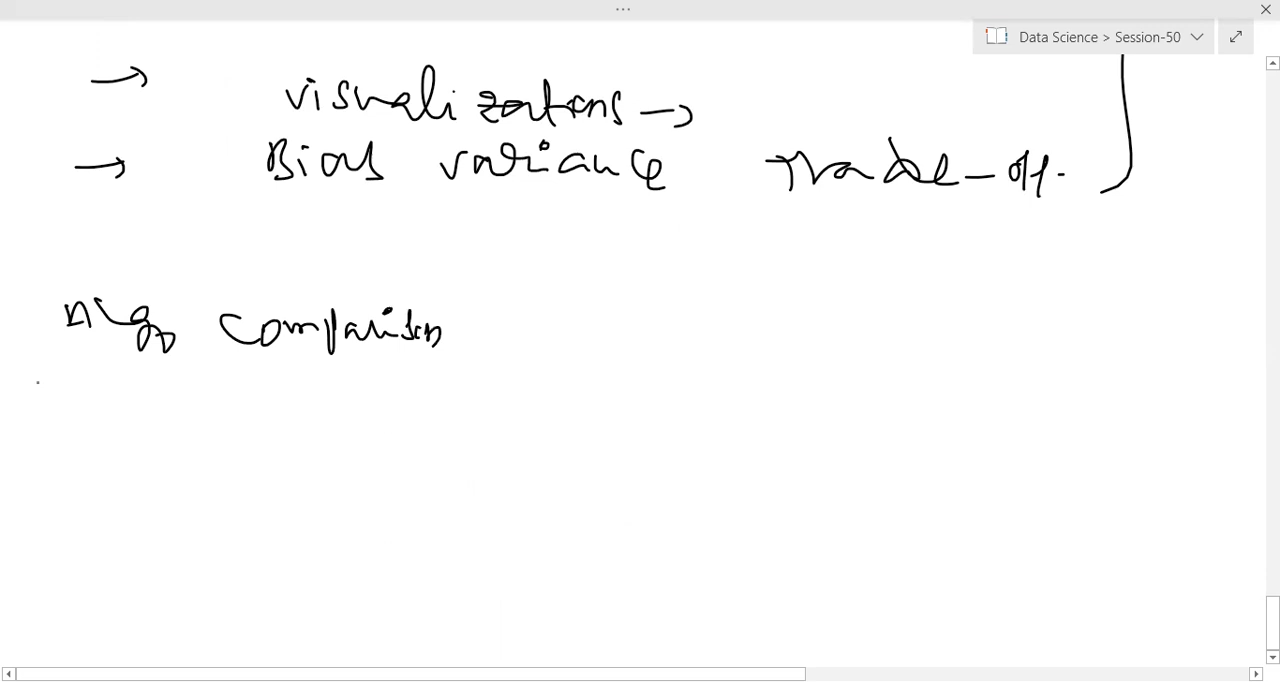 Data Science > Session-50
→ visualizations →
→ Bias variance Trade-off.
Algo comparison